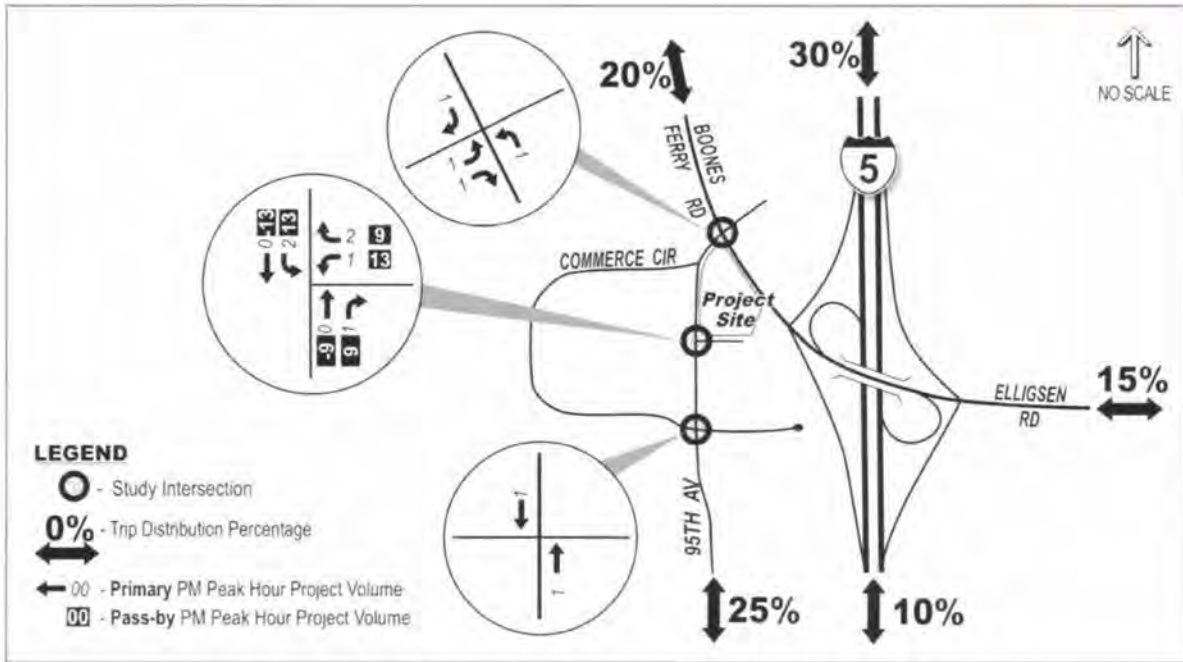 20%
30%
NO SCALE
BOONES
FERRY RD
5
COMMERCE CIR
Project
Site
ELLIGSEN
RD
15%
95TH AV
25%
10%
1
1
1
1
0 -13
2 13
2 9
1 13
-9 0
9 1
1
1
LEGEND
- Study Intersection
0% - Trip Distribution Percentage
00 - Primary PM Peak Hour Project Volume
00 - Pass-by PM Peak Hour Project Volume